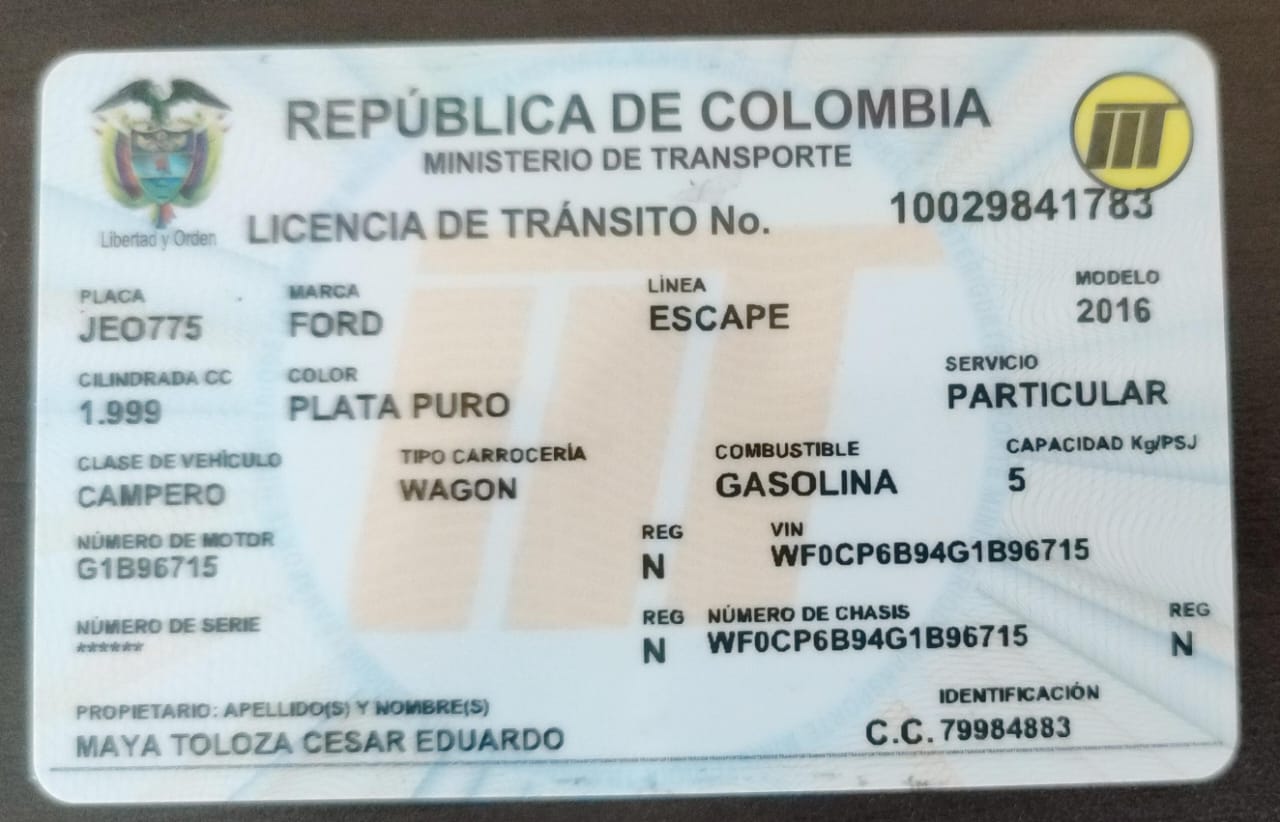 REPÚBLICA DE COLOMBIA
MINISTERIO DE TRANSPORTE
Libertad y Orden
LICENCIA DE TRÁNSITO No. 10029841783
PLACA MARCA LÍNEA MODELO
JEO775 FORD ESCAPE 2016
CILINDRADA CC COLOR SERVICIO
1.999 PLATA PURO PARTICULAR
CLASE DE VEHÍCULO TIPO CARROCERÍA COMBUSTIBLE CAPACIDAD Kg/PSJ
CAMPERO WAGON GASOLINA 5
NÚMERO DE MOTOR REG VIN
G1B96715 N WF0CP6B94G1B96715
NÚMERO DE SERIE REG NÚMERO DE CHASIS REG
****** N WF0CP6B94G1B96715 N
PROPIETARIO: APELLIDO(S) Y NOMBRE(S) IDENTIFICACIÓN
MAYA TOLOZA CESAR EDUARDO C.C. 79984883